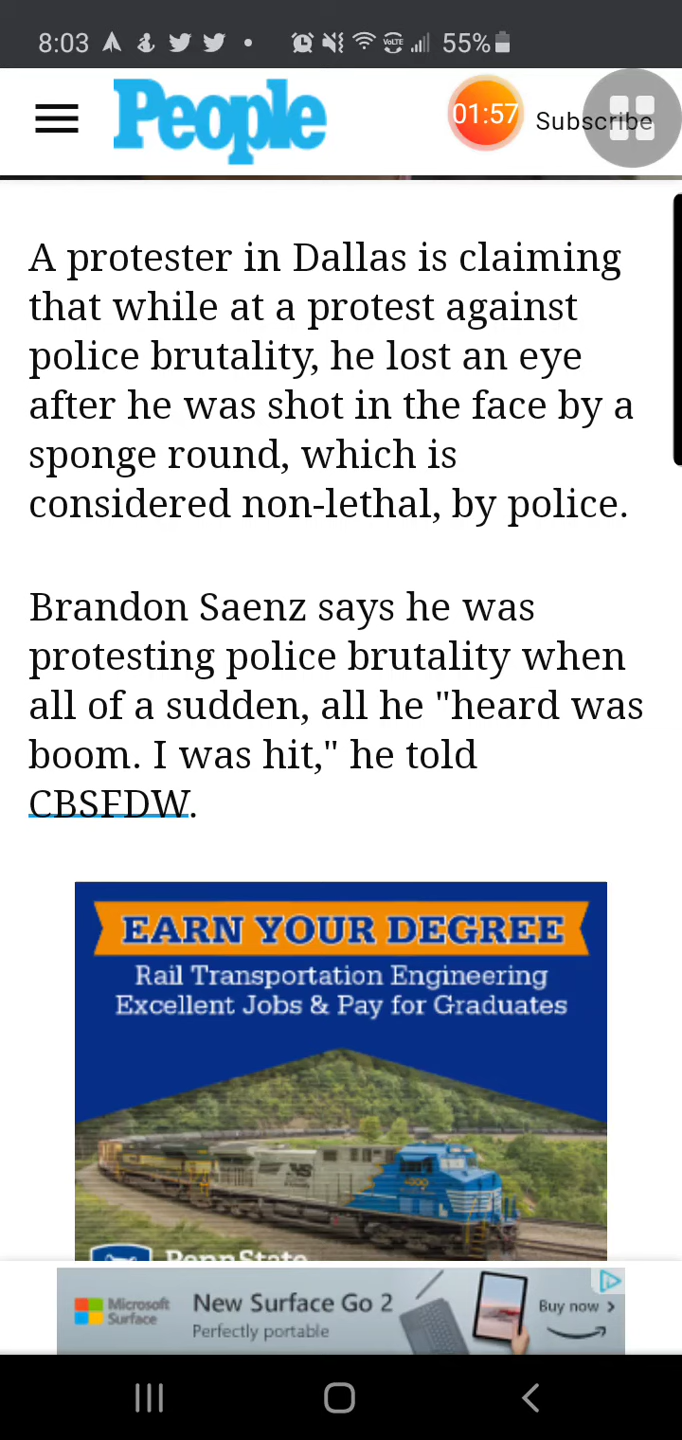 8:03
55%
People
01:57
Subscribe
A protester in Dallas is claiming
that while at a protest against
police brutality, he lost an eye
after he was shot in the face by a
sponge round, which is
considered non-lethal, by police.
Brandon Saenz says he was
protesting police brutality when
all of a sudden, all he "heard was
boom. I was hit," he told
CBSFDW.
EARN YOUR DEGREE
Rail Transportation Engineering
Excellent Jobs & Pay for Graduates
NS
PennState
Microsoft
Surface
New Surface Go 2
Perfectly portable
Buy now >